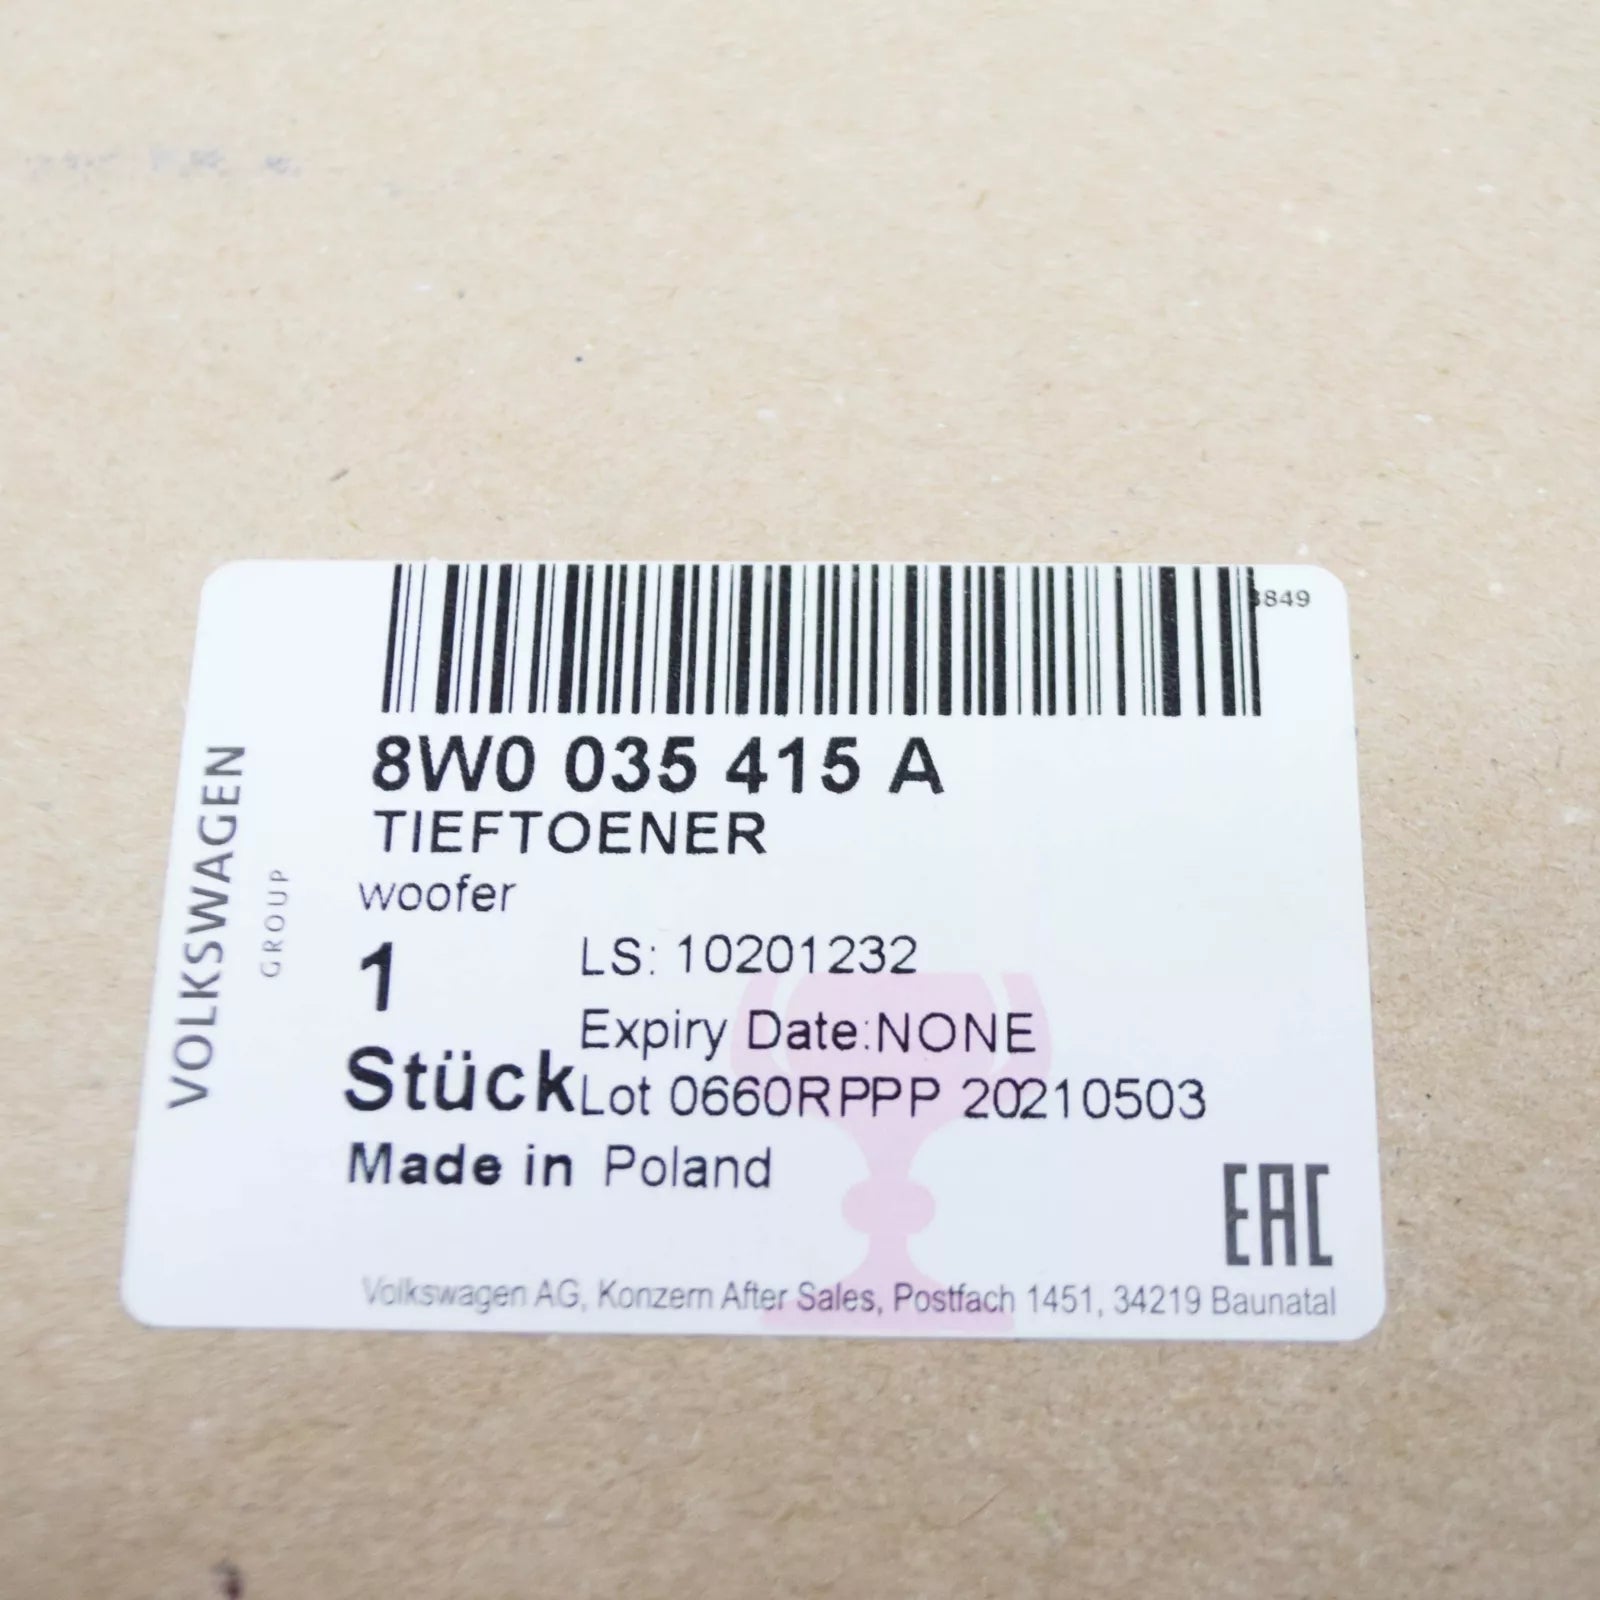 3849
8W0 035 415 A
TIEFTOENER
woofer
1
LS: 10201232
Expiry Date:NONE
Stück
Lot 0660RPPP 20210503
Made in Poland
EAC
Volkswagen AG, Konzern After Sales, Postfach 1451, 34219 Baunatal
VOLKSWAGEN
GROUP